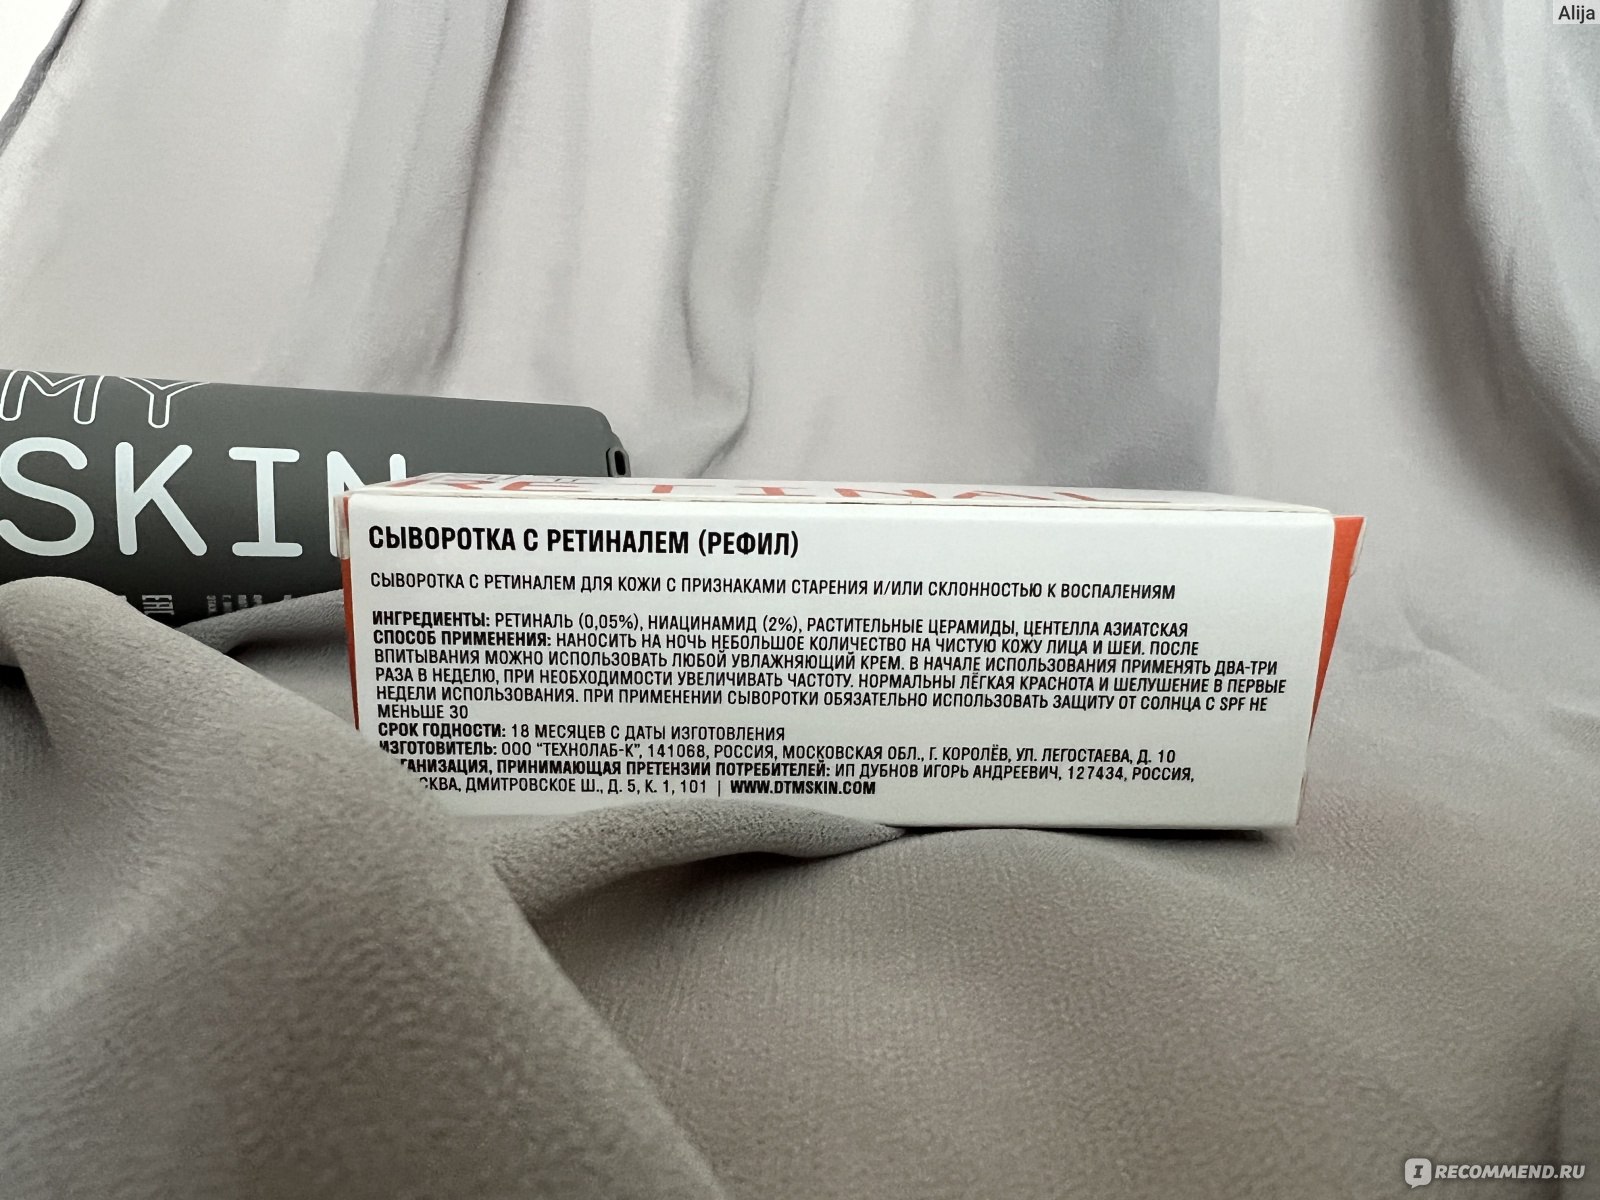 Alija
MY
SKIN
RETINAL
СЫВОРОТКА С РЕТИНАЛЕМ (РЕФИЛ)
СЫВОРОТКА С РЕТИНАЛЕМ ДЛЯ КОЖИ С ПРИЗНАКАМИ СТАРЕНИЯ И/ИЛИ СКЛОННОСТЬЮ К ВОСПАЛЕНИЯМ
ИНГРЕДИЕНТЫ: РЕТИНАЛЬ (0,05%), НИАЦИНАМИД (2%), РАСТИТЕЛЬНЫЕ ЦЕРАМИДЫ, ЦЕНТЕЛЛА АЗИАТСКАЯ
СПОСОБ ПРИМЕНЕНИЯ: НАНОСИТЬ НА НОЧЬ НЕБОЛЬШОЕ КОЛИЧЕСТВО НА ЧИСТУЮ КОЖУ ЛИЦА И ШЕИ. ПОСЛЕ
ВПИТЫВАНИЯ МОЖНО ИСПОЛЬЗОВАТЬ ЛЮБОЙ УВЛАЖНЯЮЩИЙ КРЕМ. В НАЧАЛЕ ИСПОЛЬЗОВАНИЯ ПРИМЕНЯТЬ ДВА-ТРИ
РАЗА В НЕДЕЛЮ, ПРИ НЕОБХОДИМОСТИ УВЕЛИЧИВАТЬ ЧАСТОТУ. НОРМАЛЬНЫ ЛЁГКАЯ КРАСНОТА И ШЕЛУШЕНИЕ В ПЕРВЫЕ
НЕДЕЛИ ИСПОЛЬЗОВАНИЯ. ПРИ ПРИМЕНЕНИИ СЫВОРОТКИ ОБЯЗАТЕЛЬНО ИСПОЛЬЗОВАТЬ ЗАЩИТУ ОТ СОЛНЦА С SPF НЕ
МЕНЬШЕ 30
СРОК ГОДНОСТИ: 18 МЕСЯЦЕВ С ДАТЫ ИЗГОТОВЛЕНИЯ
ИЗГОТОВИТЕЛЬ: ООО "ТЕХНОЛАБ-К", 141068, РОССИЯ, МОСКОВСКАЯ ОБЛ., Г. КОРОЛЁВ, УЛ. ЛЕГОСТАЕВА, Д. 10
ГАНИЗАЦИЯ, ПРИНИМАЮЩАЯ ПРЕТЕНЗИИ ПОТРЕБИТЕЛЕЙ: ИП ДУБНОВ ИГОРЬ АНДРЕЕВИЧ, 127434, РОССИЯ,
СКВА, ДМИТРОВСКОЕ Ш., Д. 5, К. 1, 101 | WWW.DTMSKIN.COM
IRECOMMEND.RU